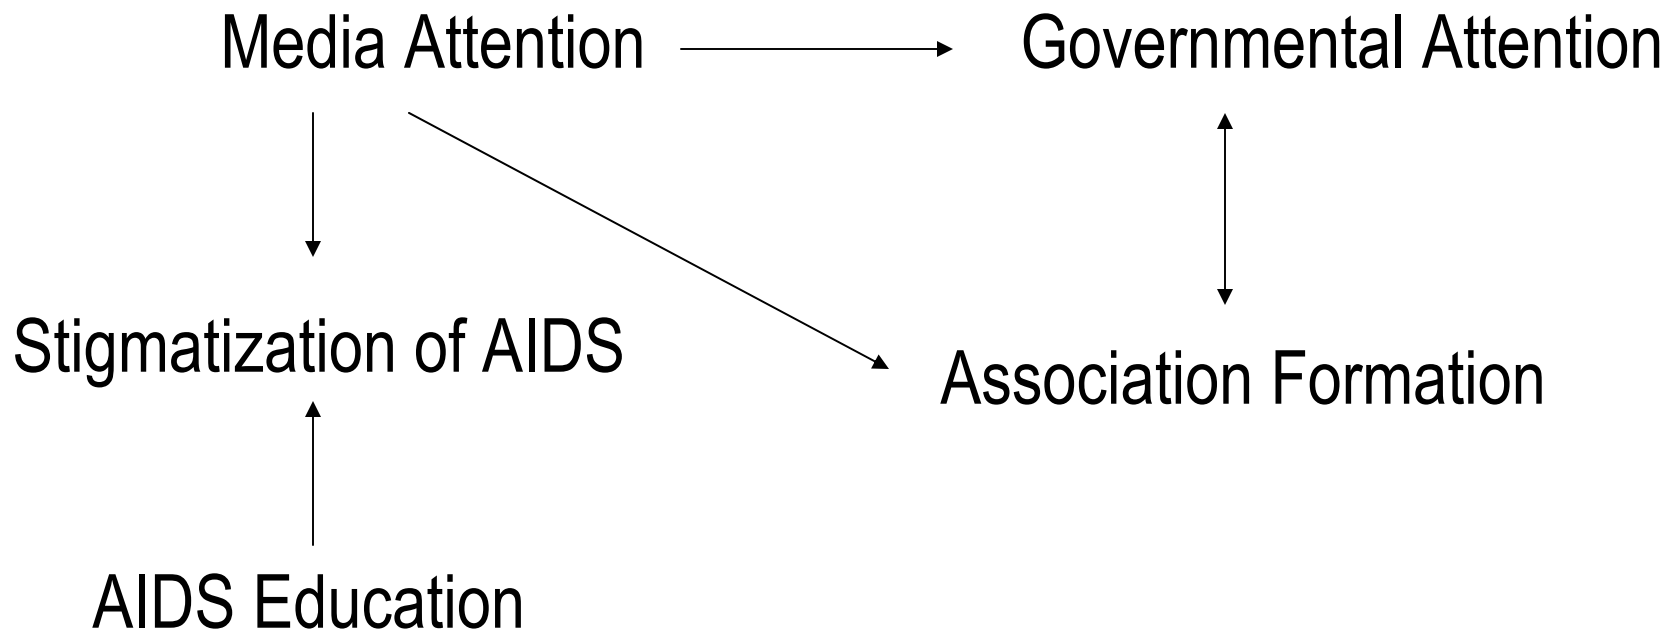 Media Attention
Governmental Attention
Stigmatization of AIDS
Association Formation
AIDS Education